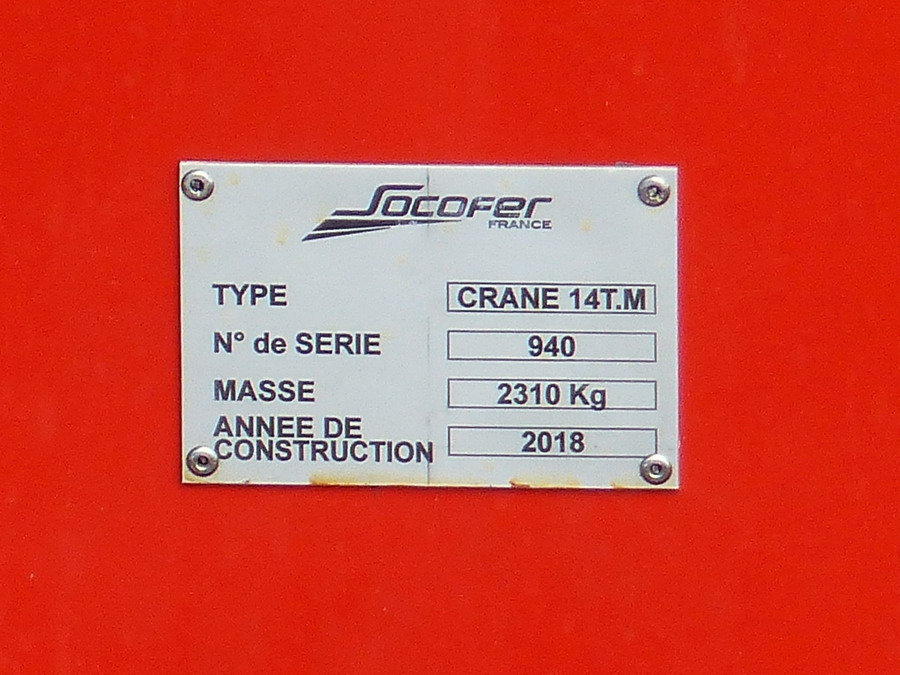 Socofer
FRANCE
TYPE CRANE 14T.M
N° de SERIE 940
MASSE 2310 Kg
ANNEE DE
CONSTRUCTION 2018